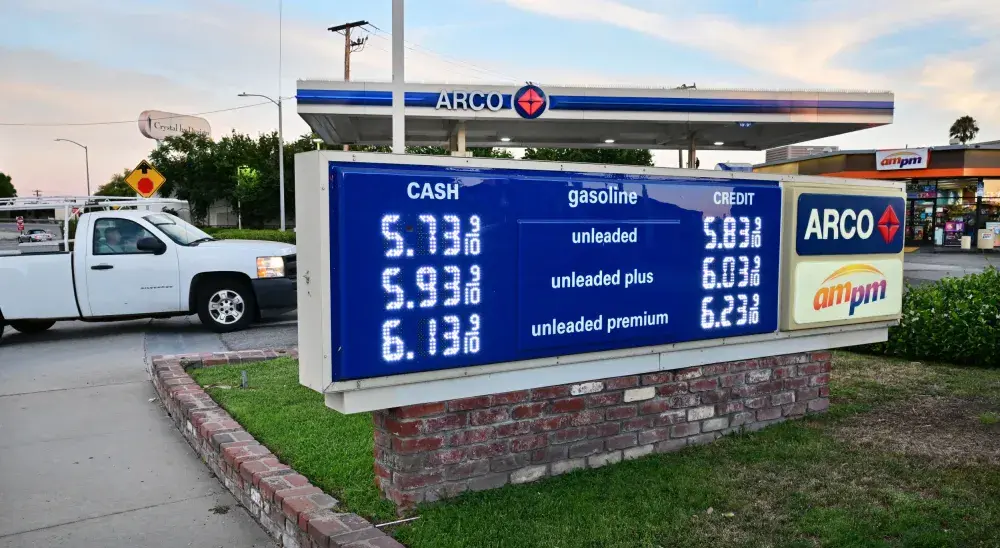 Crystal
ARCO
ampm
CASH gasoline CREDIT
5.73 9/10 unleaded 5.83 9/10
5.93 9/10 unleaded plus 6.03 9/10
6.13 9/10 unleaded premium 6.23 9/10
ARCO
ampm